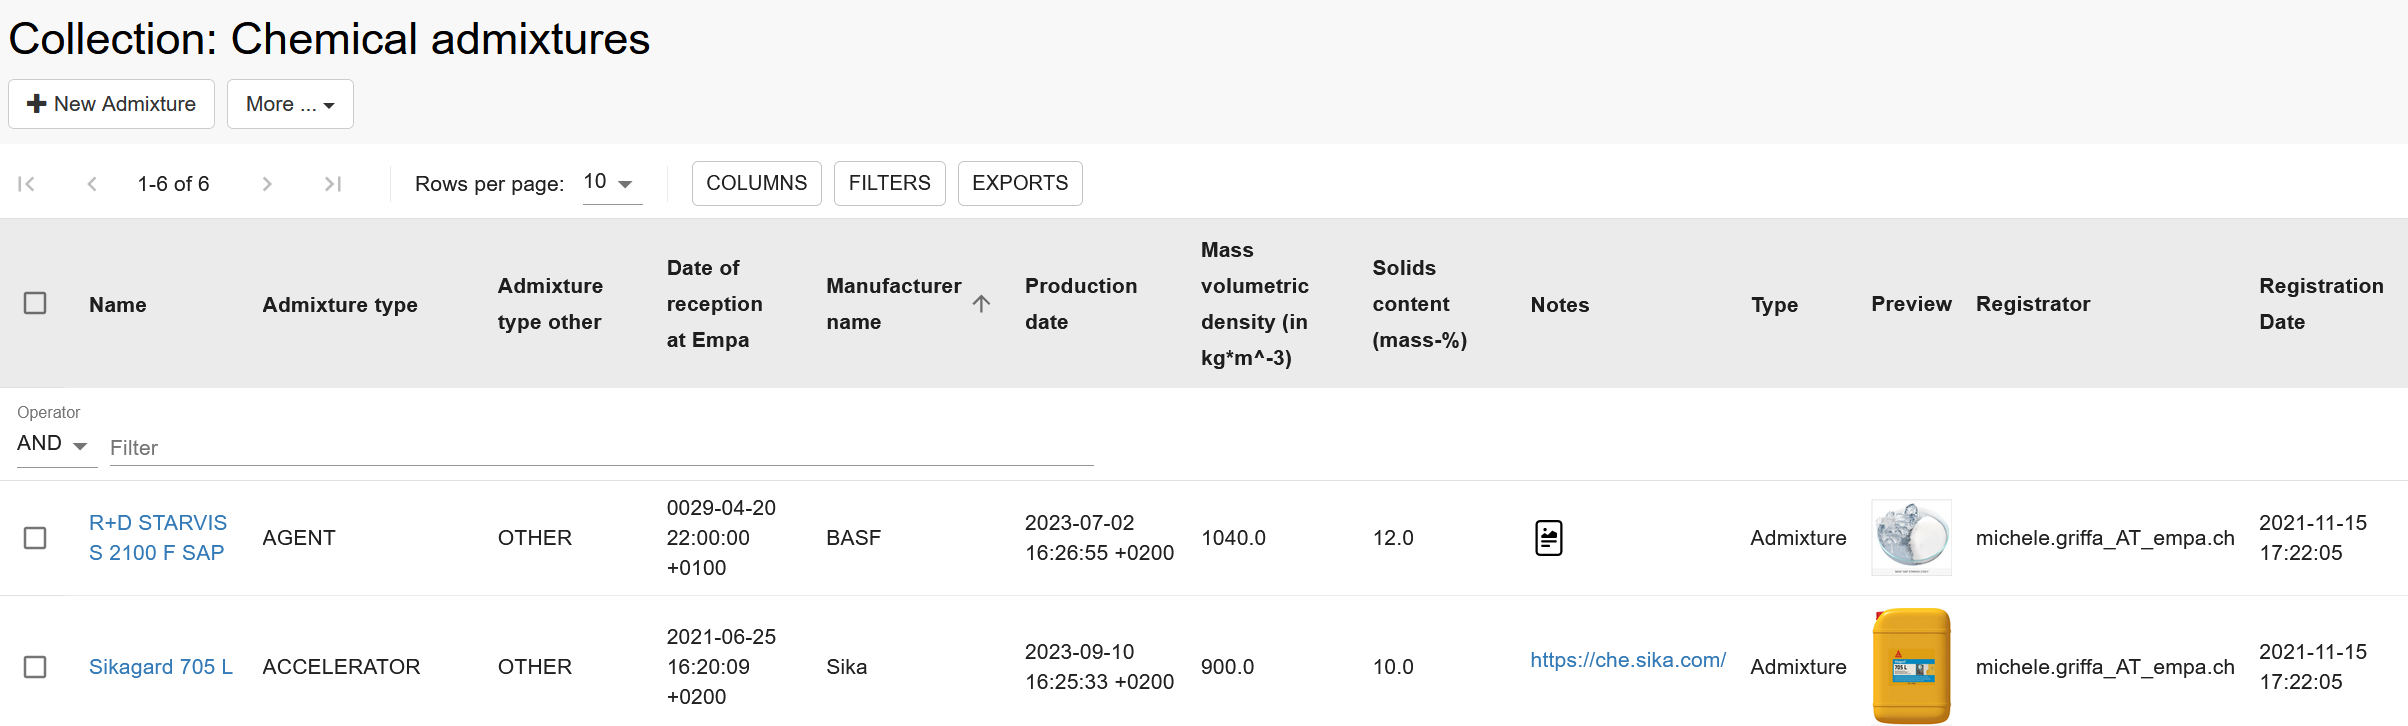 Collection: Chemical admixtures
New Admixture
More ...
1-6 of 6
Rows per page:
10
COLUMNS
FILTERS
EXPORTS
Name
Admixture type
Admixture
type other
Date of
reception
at Empa
Manufacturer
name
Production
date
Mass
volumetric
density (in
kg*m^-3)
Solids
content
(mass-%)
Notes
Type
Preview
Registrator
Registration
Date
Operator
AND
Filter
R+D STARVIS
S 2100 F SAP
AGENT
OTHER
0029-04-20
22:00:00
+0100
BASF
2023-07-02
16:26:55 +0200
1040.0
12.0
Admixture
michele.griffa_AT_empa.ch
2021-11-15
17:22:05
Sikagard 705 L
ACCELERATOR
OTHER
2021-06-25
16:20:09
+0200
Sika
2023-09-10
16:25:33 +0200
900.0
10.0
https://che.sika.com/
Admixture
705 L
michele.griffa_AT_empa.ch
2021-11-15
17:22:05